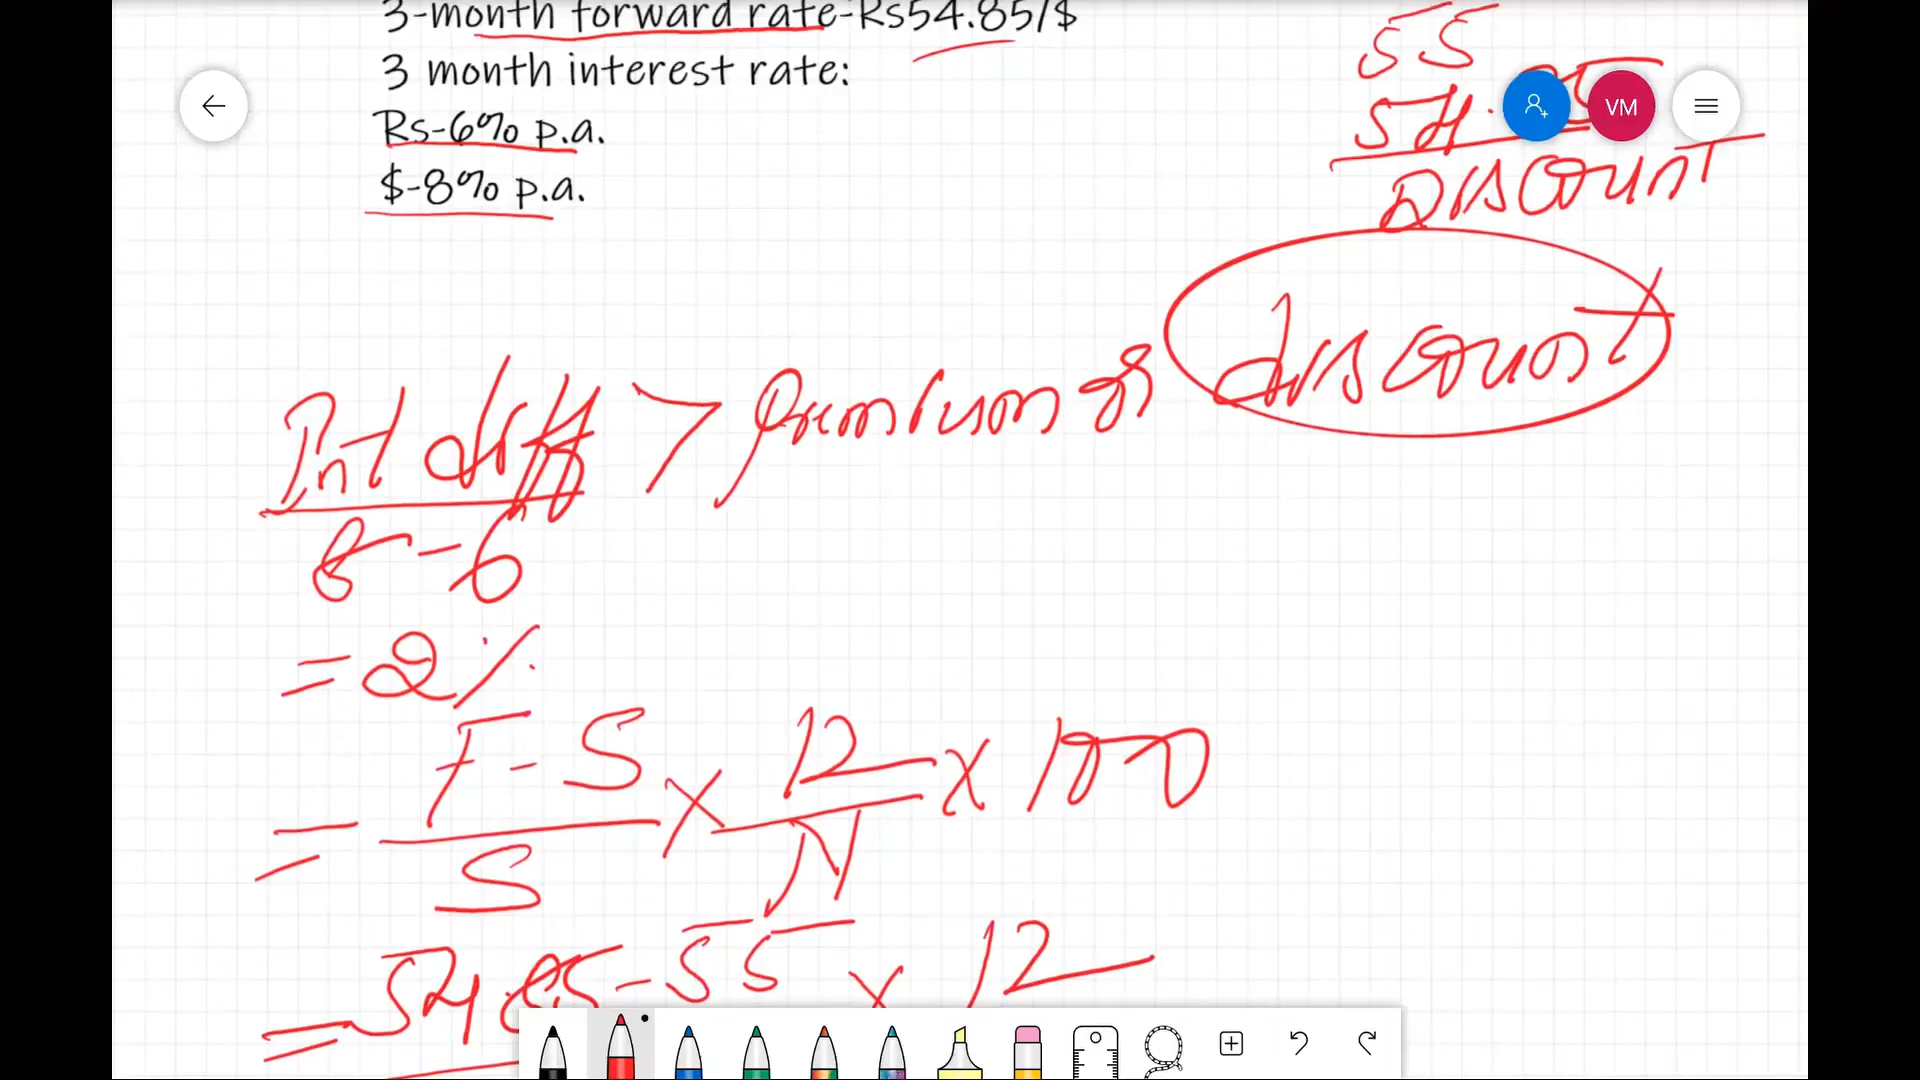 3-month forward rate-Rs54.85/$
3 month interest rate:
Rs-6% p.a.
$-8% p.a.
55
54.85
DISCOUNT
VM
Int diff > Premium or discount
8-6
= 2%
= F-S/S × 12/N × 100
= 54.85-55 × 12